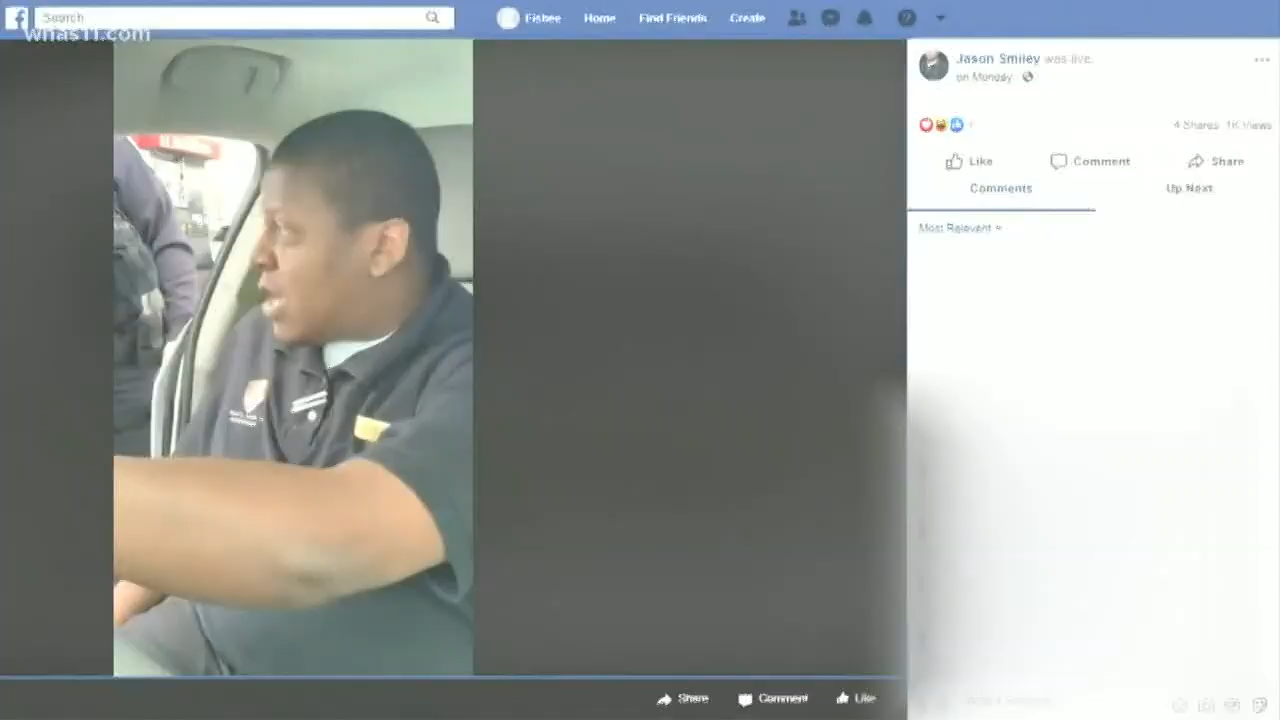 Search
Eisbee Home Find Friends Create
whas11.com
Jason Smiley was live.
on Monday
4 Shares 1K Views
Like Comment Share
Comments Up Next
Most Relevant
Share Comment Like